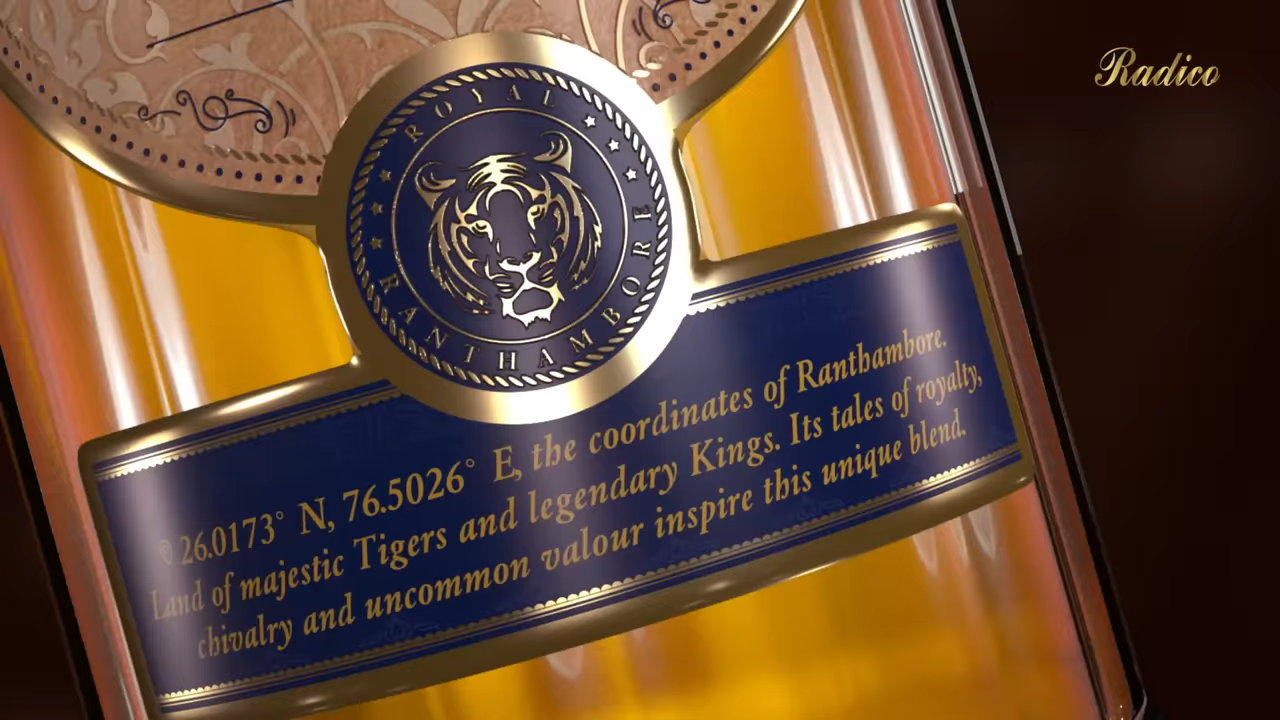 Radico
ROYAL
RANTHAMBORE
26.0173° N, 76.5026° E, the coordinates of Ranthambore.
Land of majestic Tigers and legendary Kings. Its tales of royalty,
chivalry and uncommon valour inspire this unique blend.